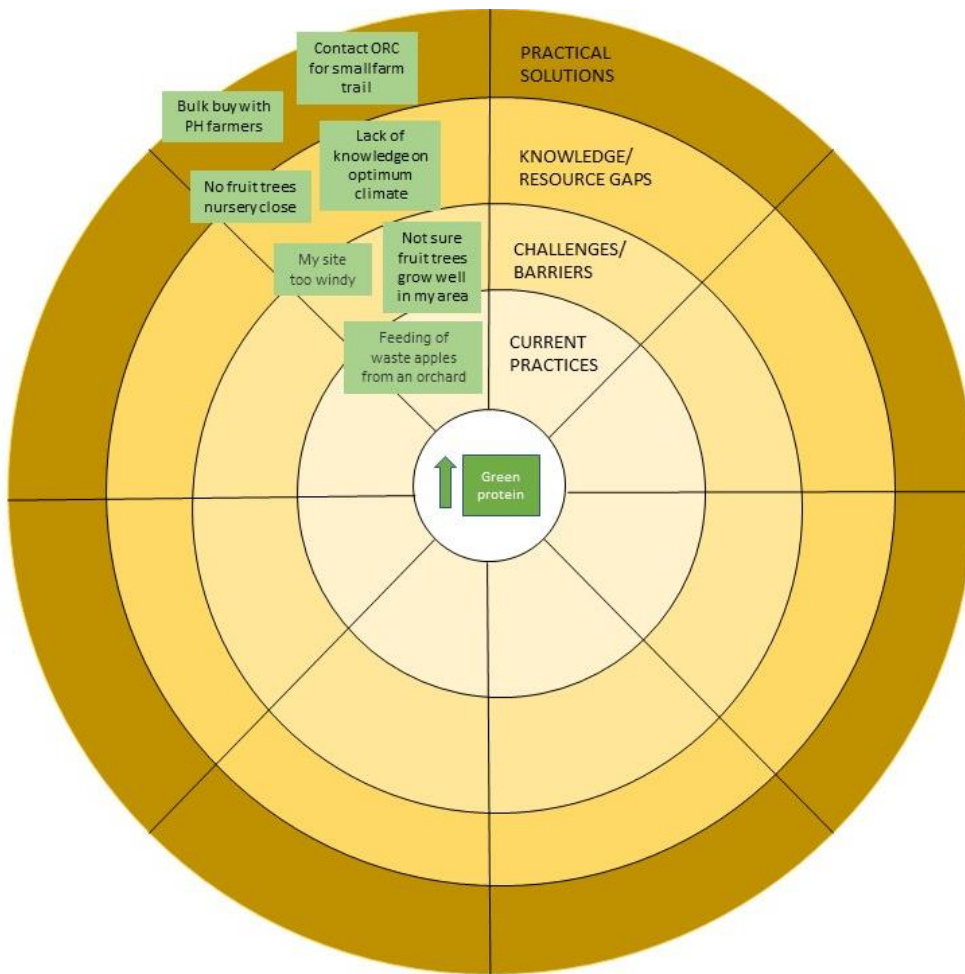 Contact ORC
for smallfarm
trail
PRACTICAL
SOLUTIONS
Bulk buy with
PH farmers
Lack of
knowledge on
optimum
climate
KNOWLEDGE/
RESOURCE GAPS
No fruit trees
nursery close
My site
too windy
Not sure
fruit trees
grow well
in my area
CHALLENGES/
BARRIERS
Feeding of
waste apples
from an orchard
CURRENT
PRACTICES
Green
protein